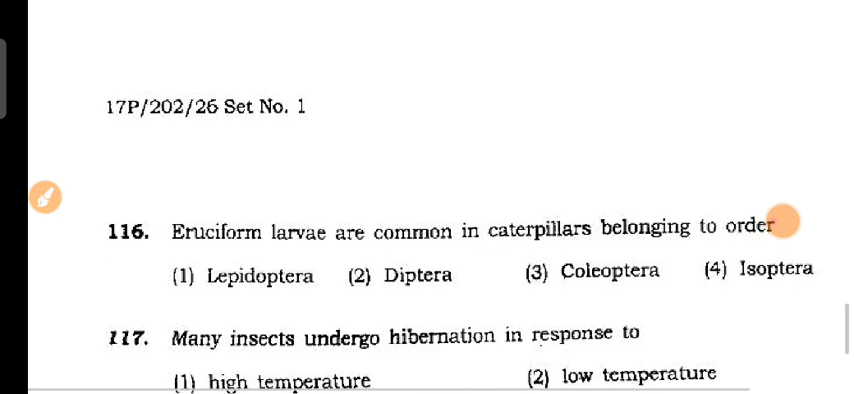 17P/202/26 Set No. 1
116. Eruciform larvae are common in caterpillars belonging to order
(1) Lepidoptera (2) Diptera (3) Coleoptera (4) Isoptera
117. Many insects undergo hibernation in response to
(1) high temperature (2) low temperature